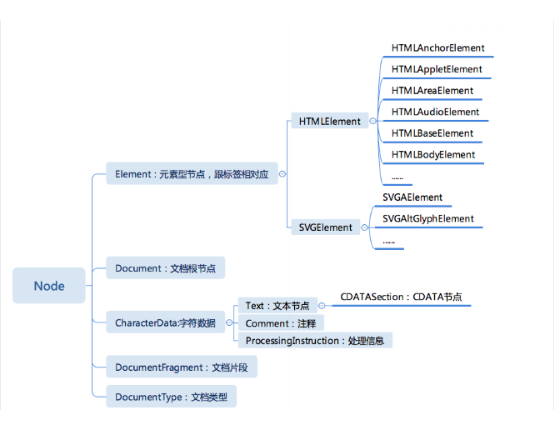 HTMLAnchorElement
HTMLAppletElement
HTMLAreaElement
HTMLElement
HTMLAudioElement
HTMLBaseElement
HTMLBodyElement
......
Element：元素型节点，跟标签相对应
SVGAElement
SVGElement
SVGAltGlyphElement
......
Node
Document：文档根节点
CharacterData:字符数据
Text：文本节点
CDATASection：CDATA节点
Comment：注释
ProcessingInstruction：处理信息
DocumentFragment：文档片段
DocumentType：文档类型